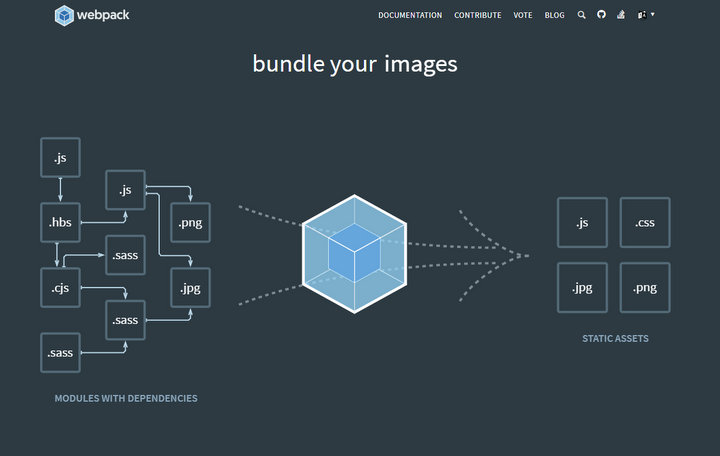 webpack
DOCUMENTATION CONTRIBUTE VOTE BLOG
bundle your images
.js
.js
.hbs
.png
.sass
.cjs
.jpg
.sass
.sass
MODULES WITH DEPENDENCIES
.js .css
.jpg .png
STATIC ASSETS